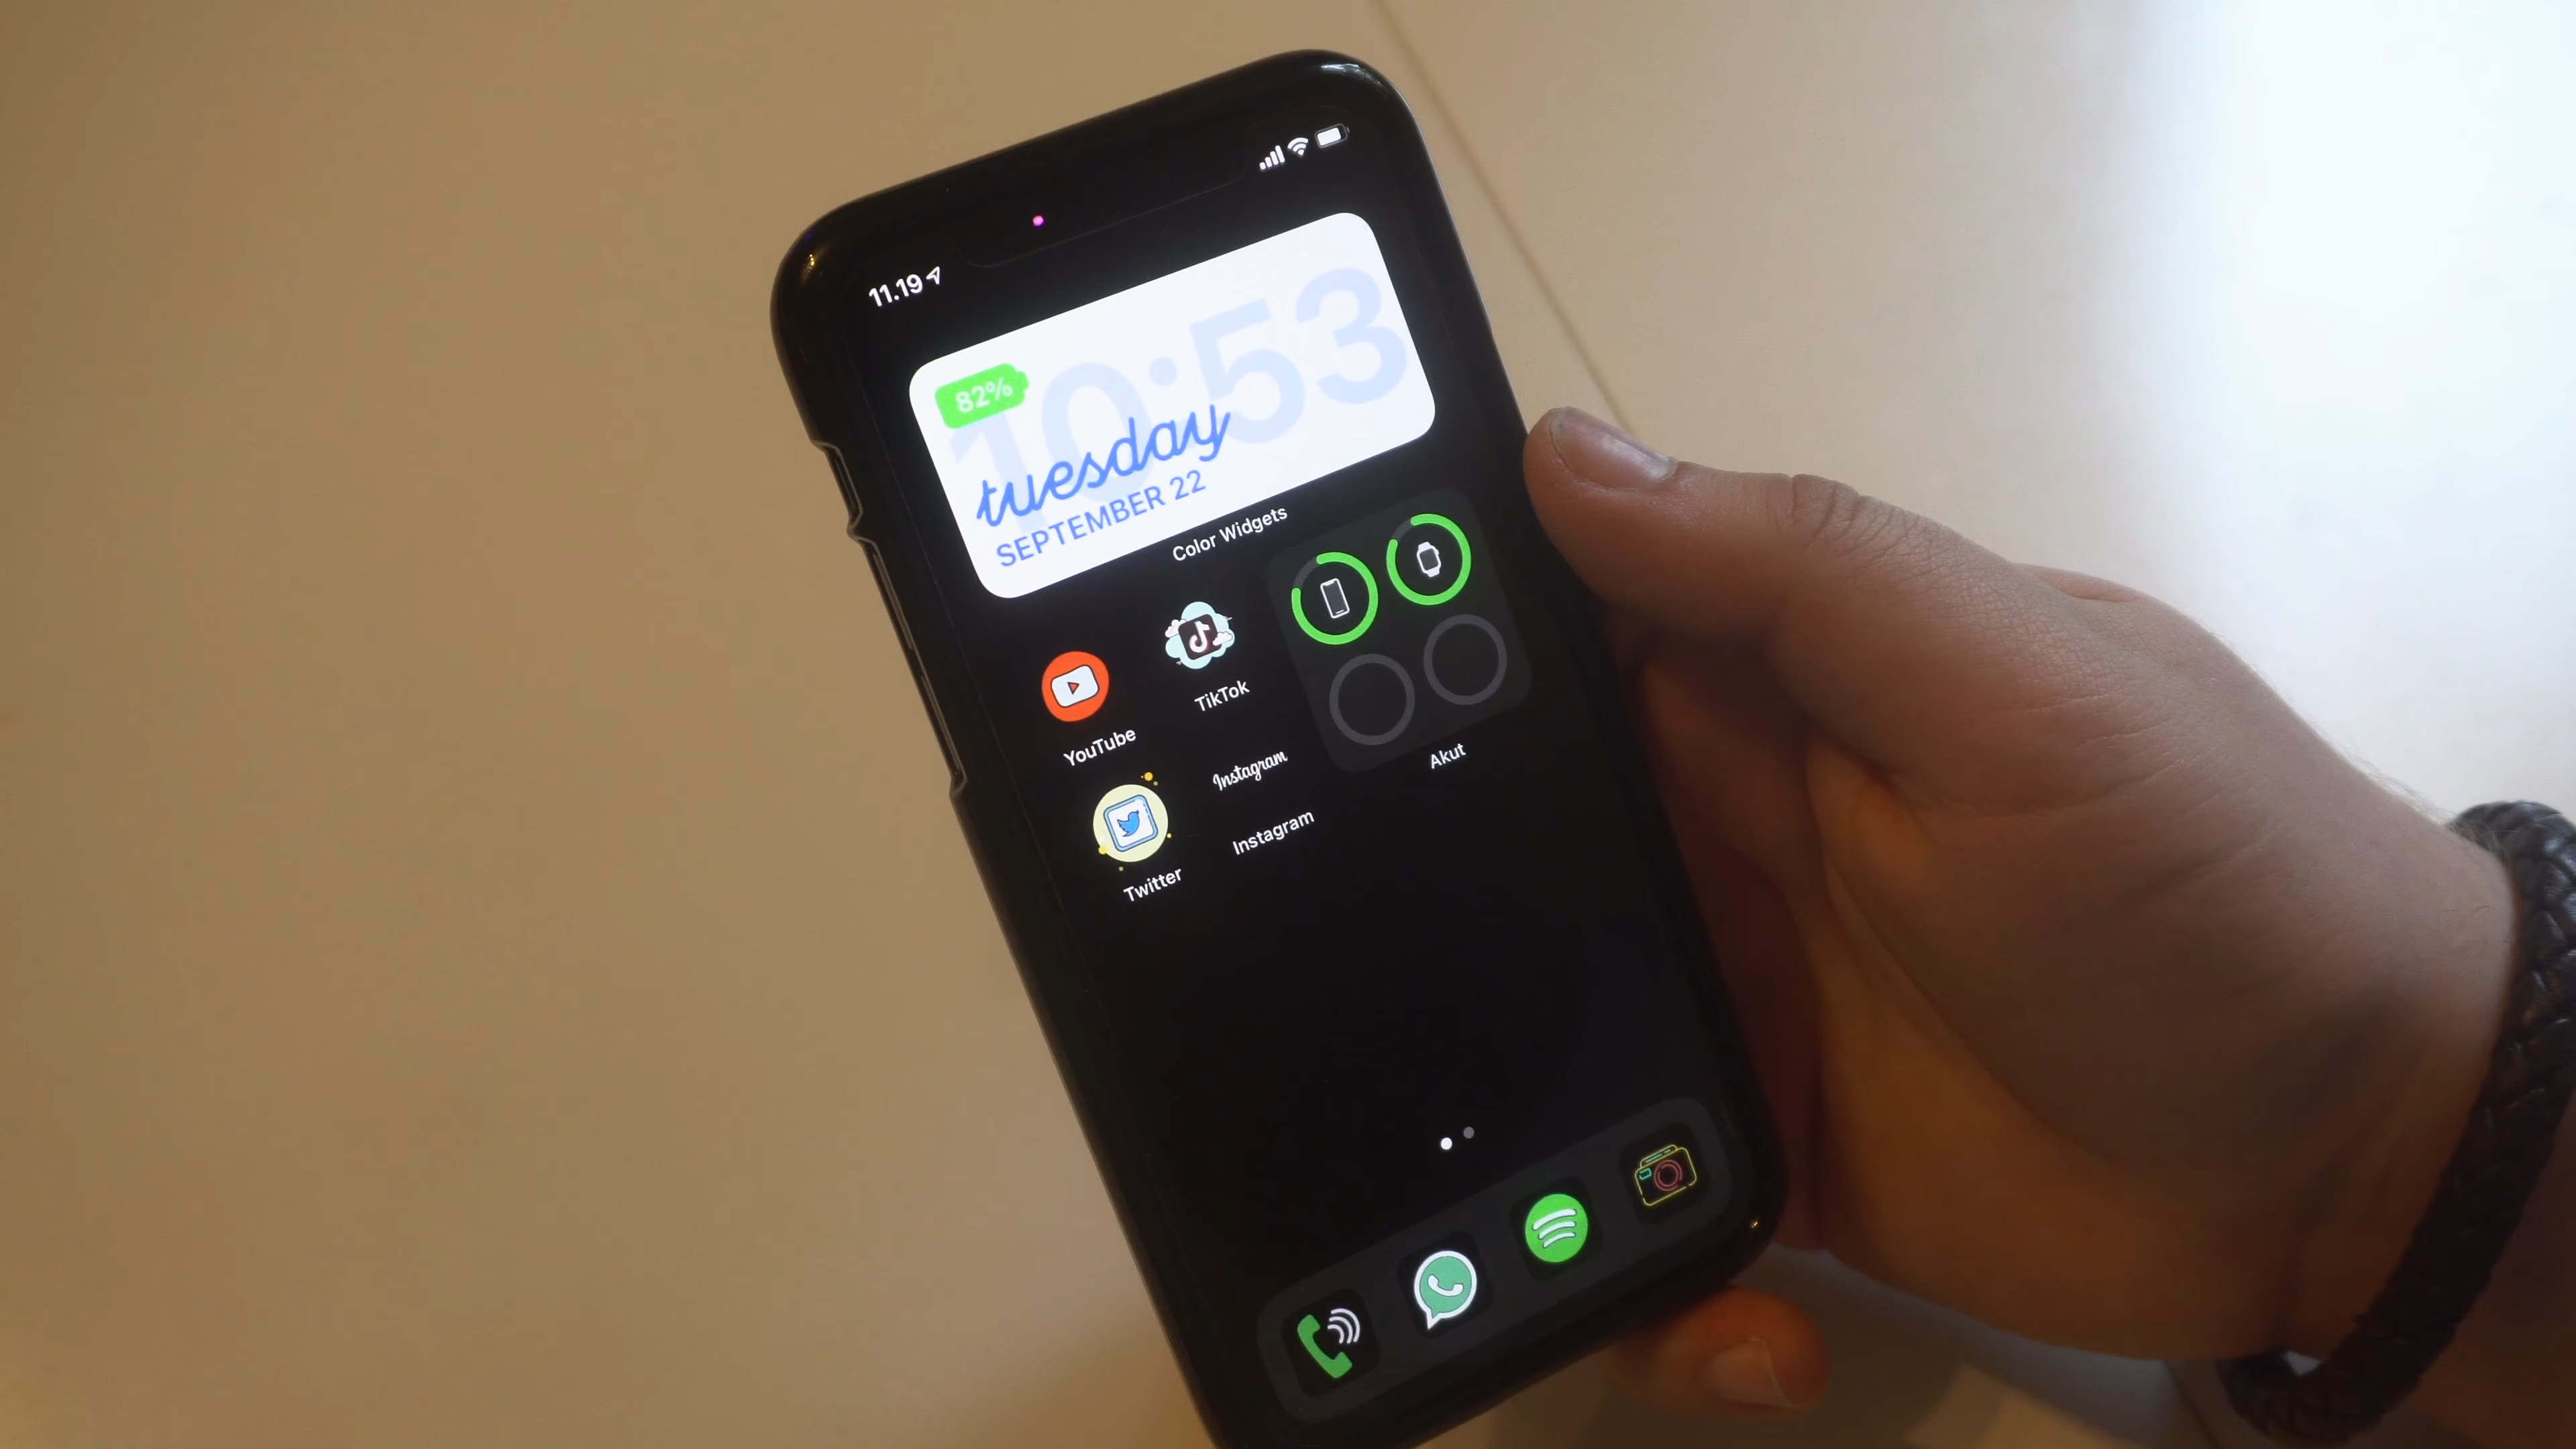 11.19
10:53
82%
tuesday
SEPTEMBER 22
Color Widgets
YouTube
TikTok
Instagram
Akut
Twitter
Instagram